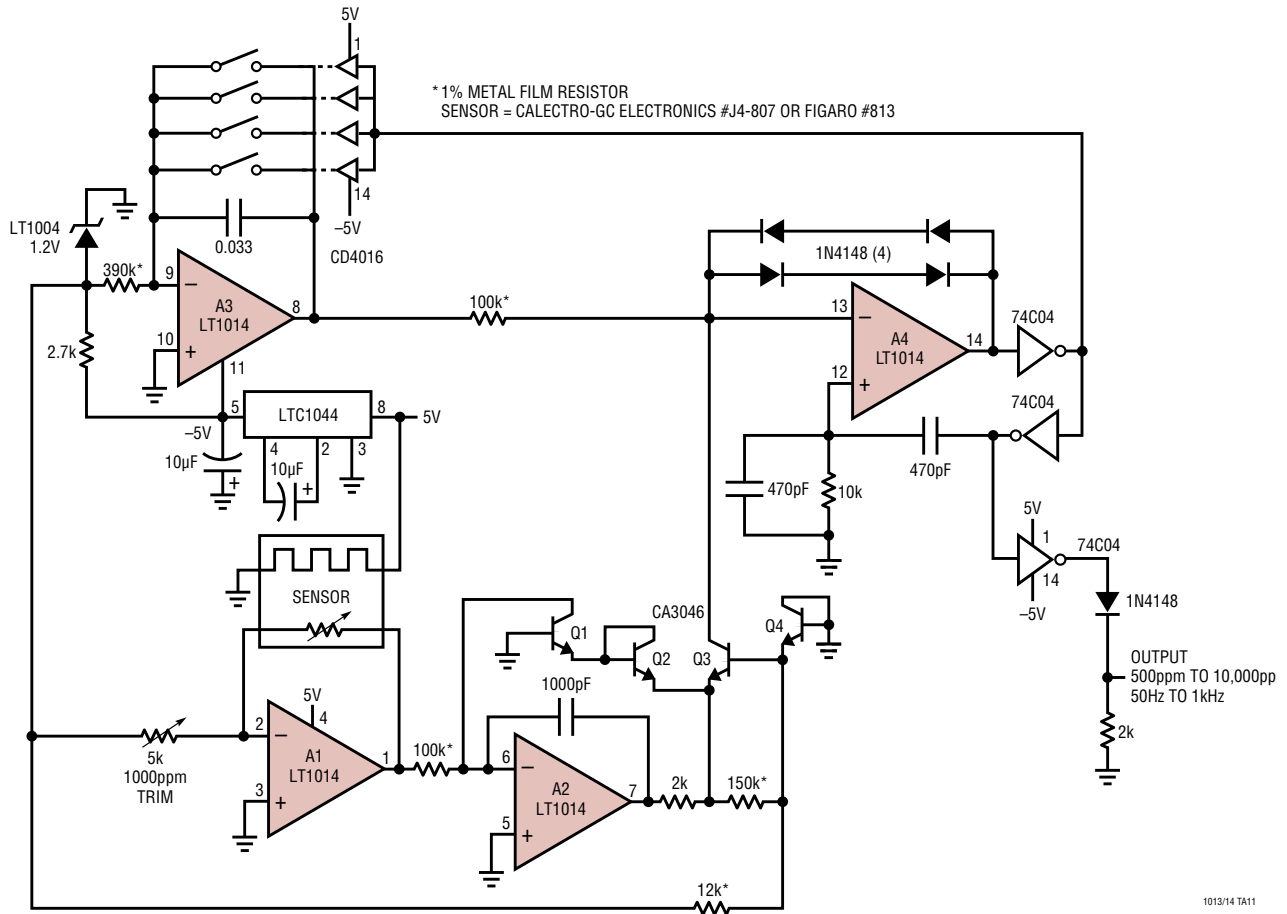 5V
1
* 1% METAL FILM RESISTOR
SENSOR = CALECTRO-GC ELECTRONICS #J4-807 OR FIGARO #813
14
–5V
CD4016
LT1004
1.2V
0.033
390k*
9
–
A3
LT1014
8
10
+
11
2.7k
100k*
1N4148 (4)
13
–
A4
LT1014
14
12
+
74C04
74C04
5
LTC1044
8
5V
–5V
4
2
3
10µF
+
10µF
+
470pF
470pF
10k
5V
1
74C04
14
–5V
1N4148
SENSOR
CA3046
Q1
Q2
Q3
Q4
OUTPUT
500ppm TO 10,000pp
50Hz TO 1kHz
2k
1000pF
5V
4
2
–
A1
LT1014
1
3
+
5k
1000ppm
TRIM
100k*
6
–
A2
LT1014
7
5
+
2k
150k*
12k*
1013/14 TA11